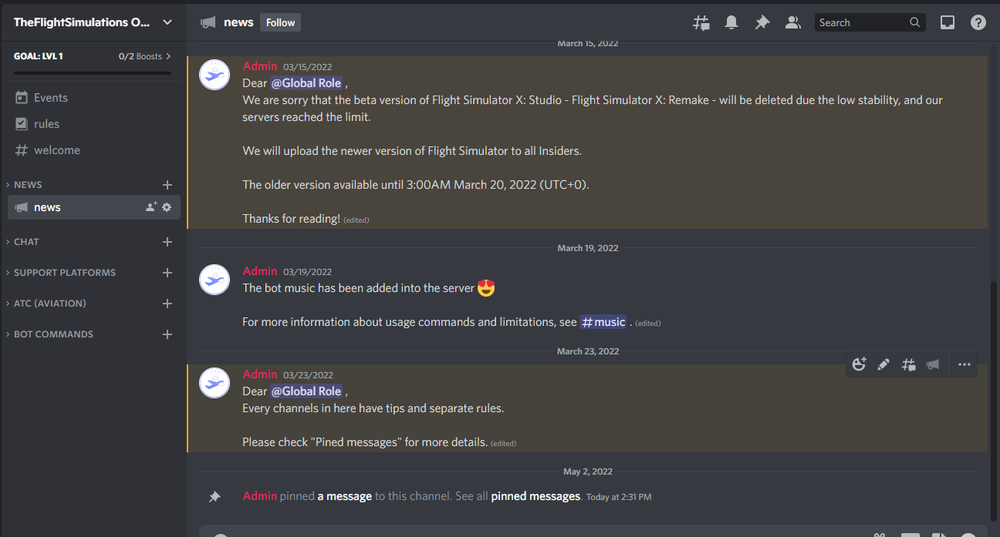 TheFlightSimulations O...
GOAL: LVL 1
0/2 Boosts
Events
rules
welcome
NEWS
news
CHAT
SUPPORT PLATFORMS
ATC (AVIATION)
BOT COMMANDS
news
Follow
Search
March 15, 2022
Admin 03/15/2022
Dear @Global Role ,
We are sorry that the beta version of Flight Simulator X: Studio - Flight Simulator X: Remake - will be deleted due the low stability, and our
servers reached the limit.
We will upload the newer version of Flight Simulator to all Insiders.
The older version available until 3:00AM March 20, 2022 (UTC+0).
Thanks for reading! (edited)
March 19, 2022
Admin 03/19/2022
The bot music has been added into the server 😍
For more information about usage commands and limitations, see #music . (edited)
March 23, 2022
Admin 03/23/2022
Dear @Global Role ,
Every channels in here have tips and separate rules.
Please check "Pined messages" for more details. (edited)
May 2, 2022
Admin pinned a message to this channel. See all pinned messages. Today at 2:31 PM